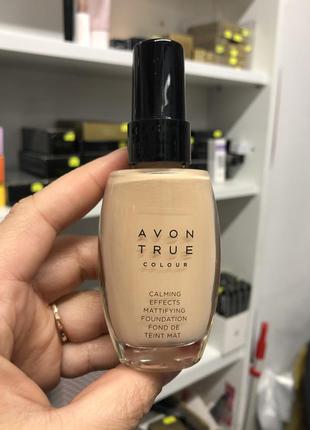 AVON
TRUE
COLOUR
CALMING
EFFECTS
MATTIFYING
FOUNDATION
FOND DE
TEINT MAT